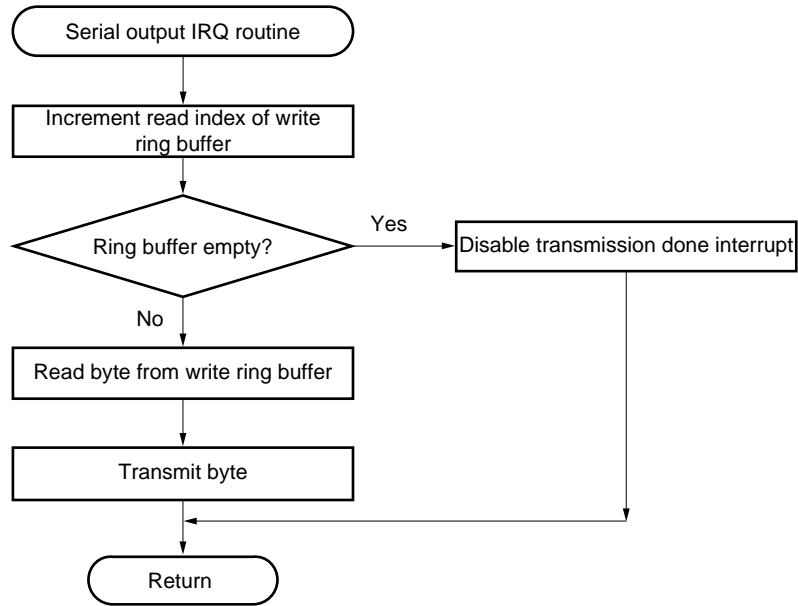 Serial output IRQ routine
Increment read index of write
ring buffer
Ring buffer empty?
Yes
Disable transmission done interrupt
No
Read byte from write ring buffer
Transmit byte
Return